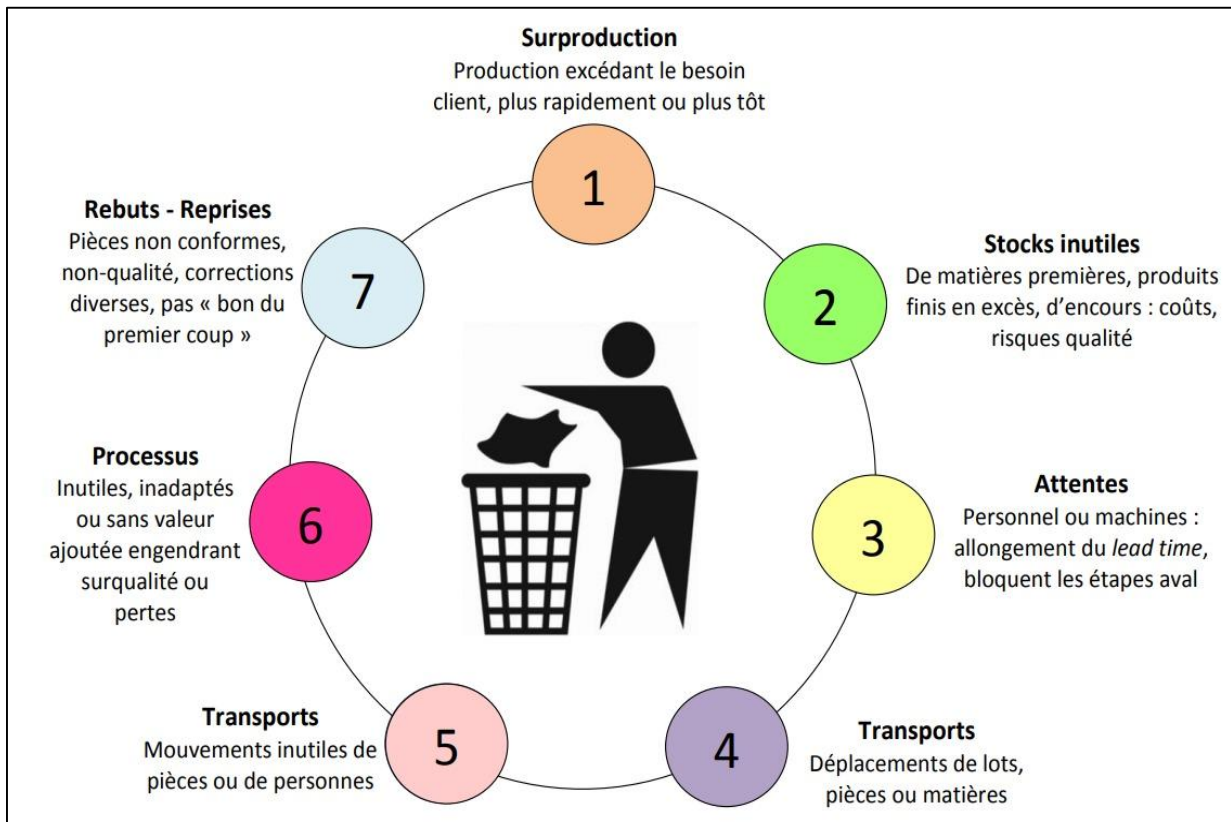 Surproduction
Production excédant le besoin
client, plus rapidement ou plus tôt
1
Stocks inutiles
De matières premières, produits
finis en excès, d'encours : coûts,
risques qualité
2
Attentes
Personnel ou machines :
allongement du lead time,
bloquent les étapes aval
3
Transports
Déplacements de lots,
pièces ou matières
4
Transports
Mouvements inutiles de
pièces ou de personnes
5
Processus
Inutiles, inadaptés
ou sans valeur
ajoutée engendrant
surqualité ou
pertes
6
Rebuts - Reprises
Pièces non conformes,
non-qualité, corrections
diverses, pas « bon du
premier coup »
7